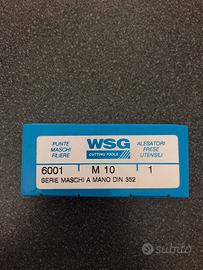 PUNTE
MASCHI
FILIERE
WSG
CUTTING TOOLS
ALESATORI
FRESE
UTENSILI
6001 M 10 1
SERIE MASCHI A MANO DIN 352
subito